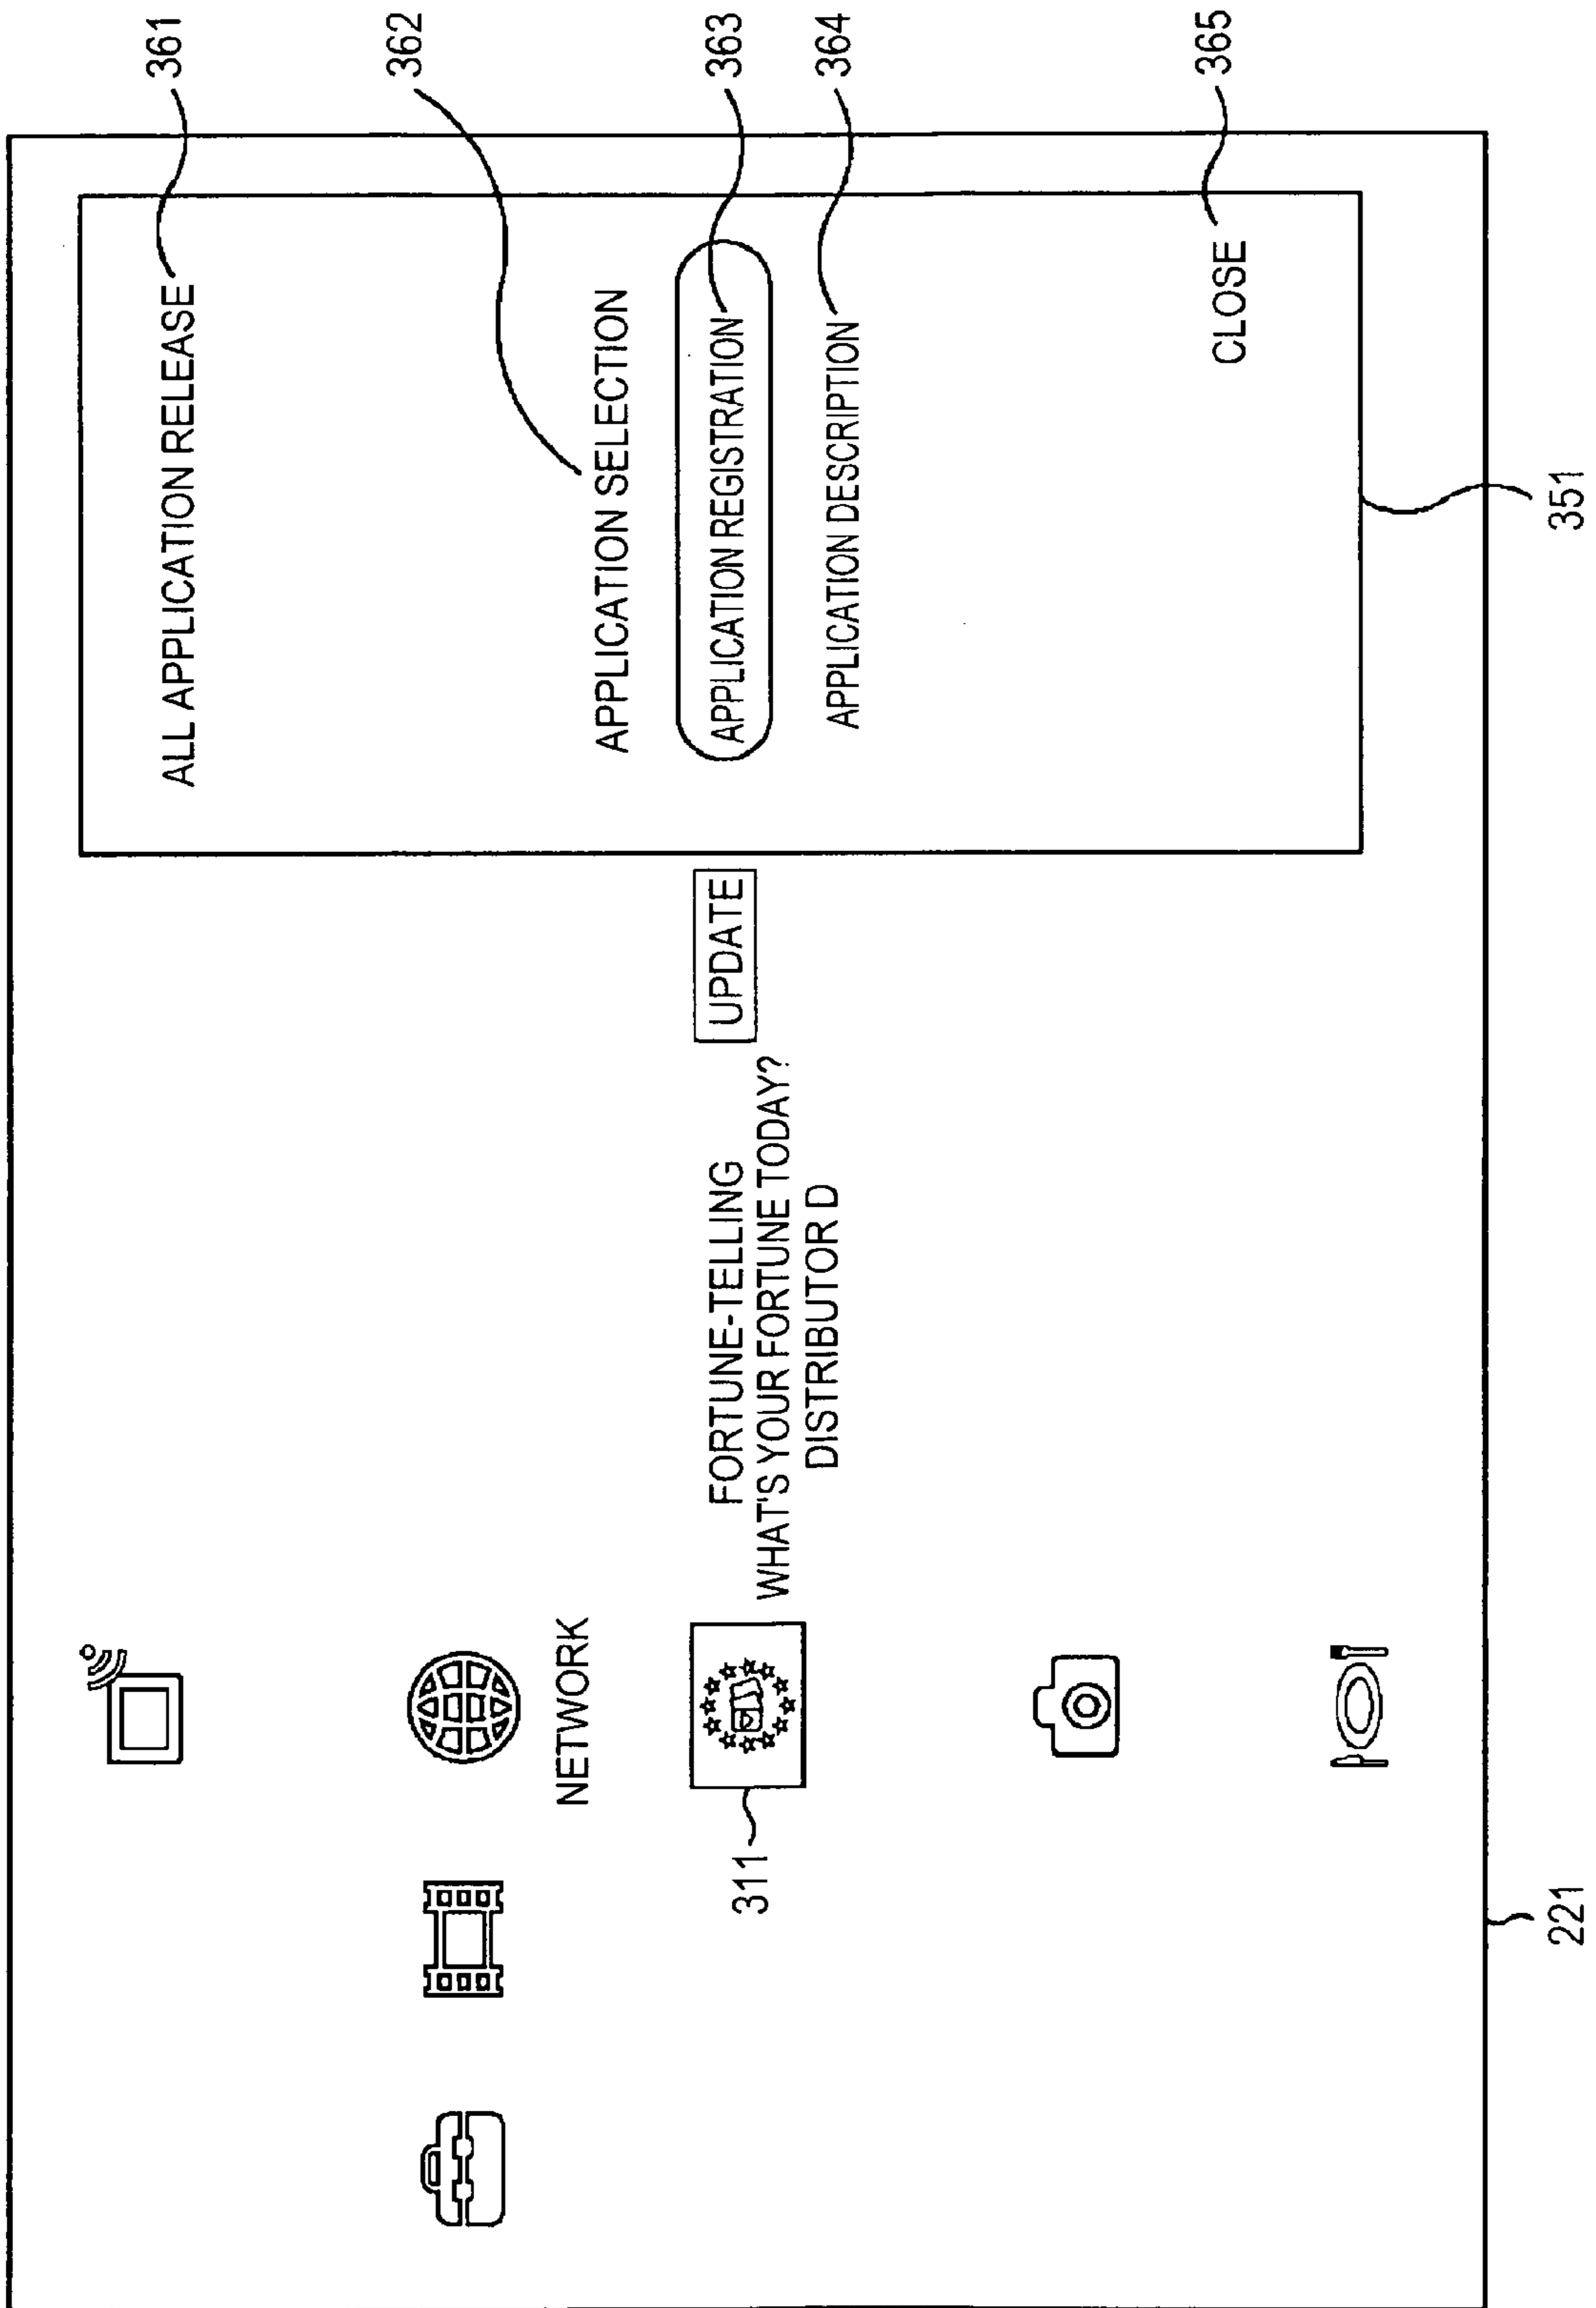 361
ALL APPLICATION RELEASE
362
APPLICATION SELECTION
363
APPLICATION REGISTRATION
364
APPLICATION DESCRIPTION
365
CLOSE
351
NETWORK
311
FORTUNE-TELLING
UPDATE
WHAT'S YOUR FORTUNE TODAY?
DISTRIBUTOR D
221